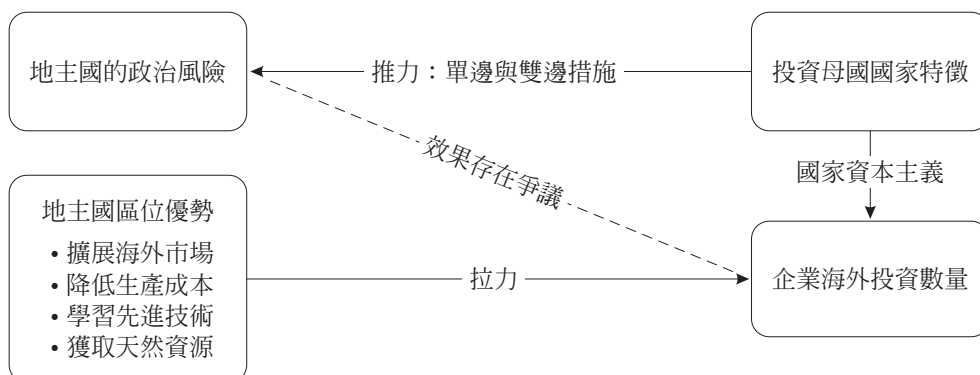 地主國的政治風險
推力：單邊與雙邊措施
投資母國國家特徵
效果存在爭議
國家資本主義
地主國區位優勢
• 擴展海外市場
• 降低生產成本
• 學習先進技術
• 獲取天然資源
拉力
企業海外投資數量